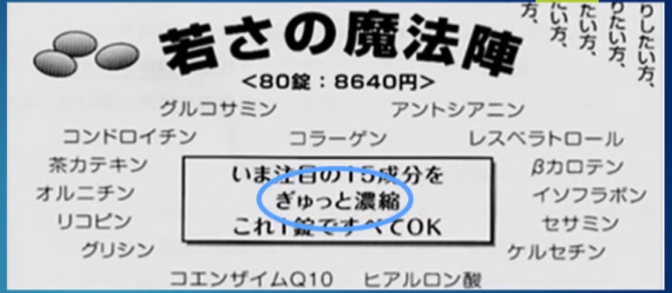 りしたい方、
りたい方、
たい方、
たい方、
方、
若さの魔法陣
<80錠：8640円>
グルコサミン アントシアニン
コンドロイチン コラーゲン レスベラトロール
茶カテキン βカロテン
オルニチン イソフラボン
リコピン セサミン
グリシン ケルセチン
コエンザイムQ10 ヒアルロン酸
いま注目の15成分を
ぎゅっと濃縮
これ1錠ですべてOK